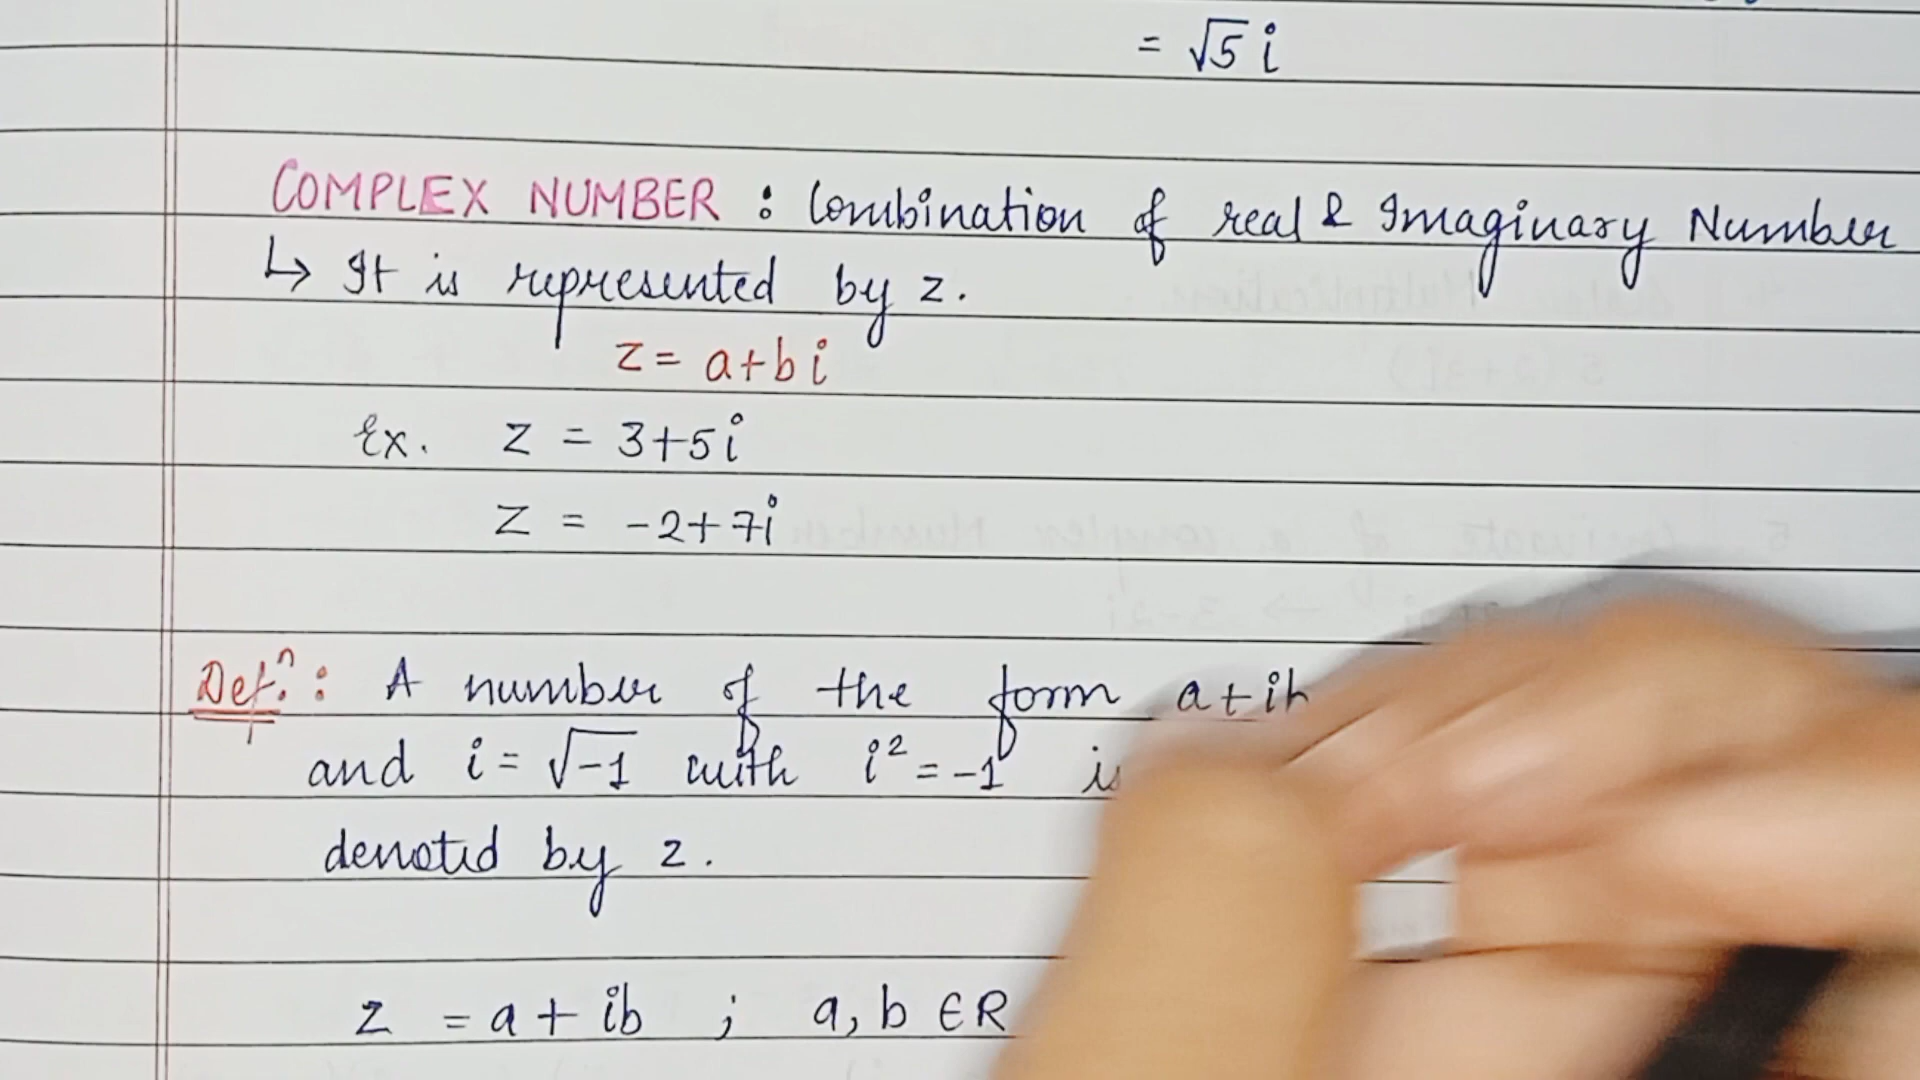 = √5 i
COMPLEX NUMBER : Combination of real & Imaginary Number
↳ It is represented by z.
z = a+bi
Ex. z = 3+5i
z = -2+7i
Defⁿ. : A number of the form a+ib
and i = √-1 with i² = -1 is
denoted by z.
z = a + ib ; a, b ∈ R